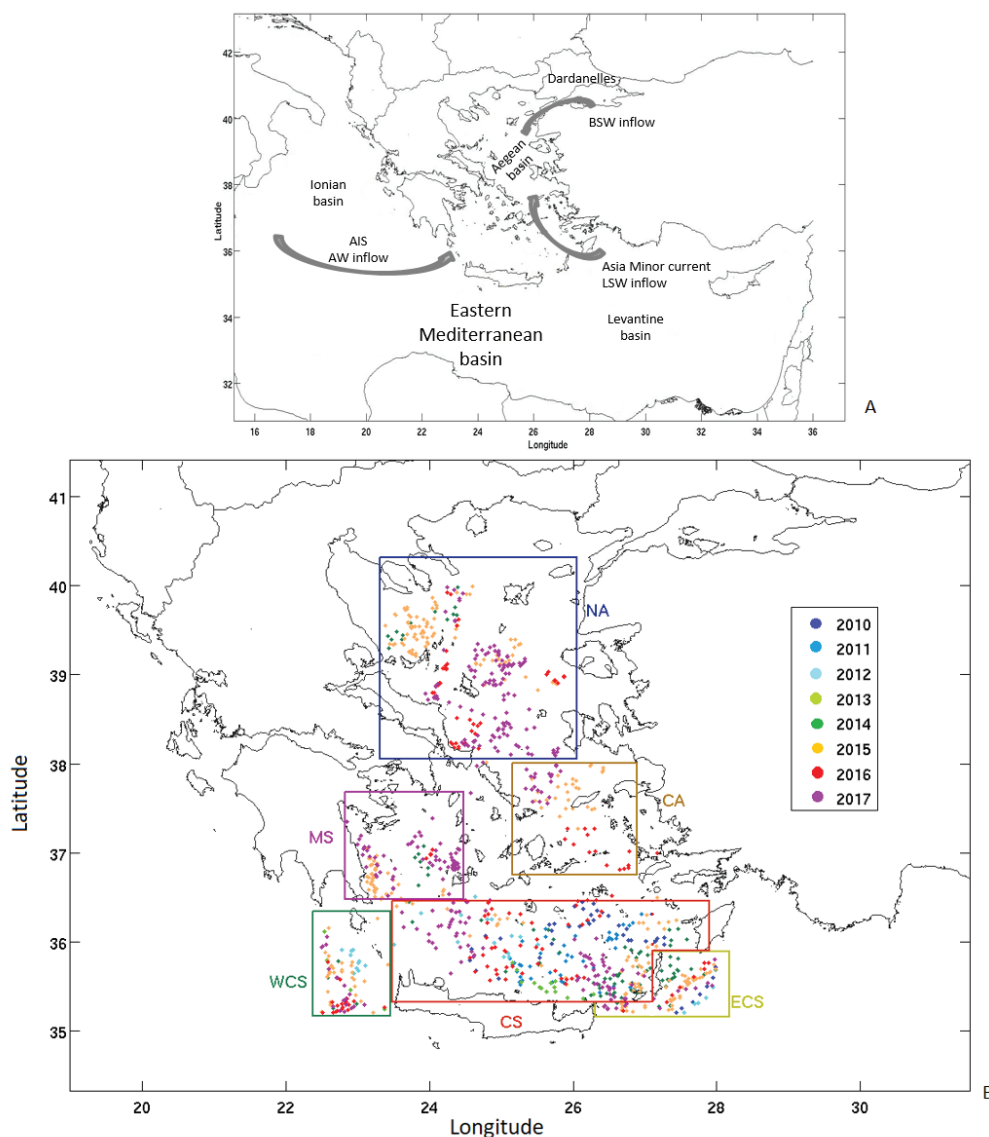 42
40
38
36
34
32
Latitude
Dardanelles
BSW inflow
Aegean
basin
Ionian
basin
AIS
AW inflow
Asia Minor current
LSW inflow
Eastern
Mediterranean
basin
Levantine
basin
A
16 18 20 22 24 26 28 30 32 34 36
Longitude
41
40
39
38
37
36
35
Latitude
NA
CA
MS
WCS
CS
ECS
2010
2011
2012
2013
2014
2015
2016
2017
20 22 24 26 28 30
Longitude